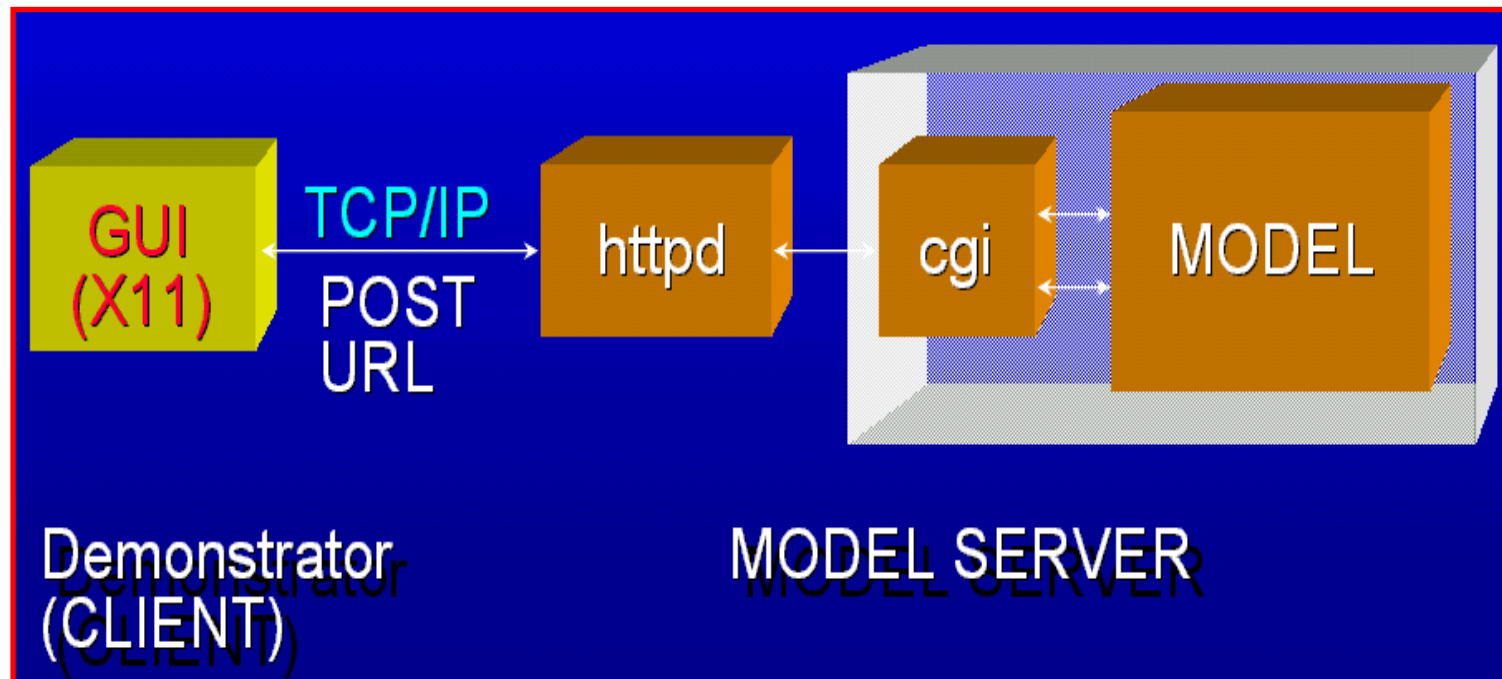 GUI
(X11)
TCP/IP
POST
URL
httpd
cgi
MODEL
Demonstrator
(CLIENT)
MODEL SERVER